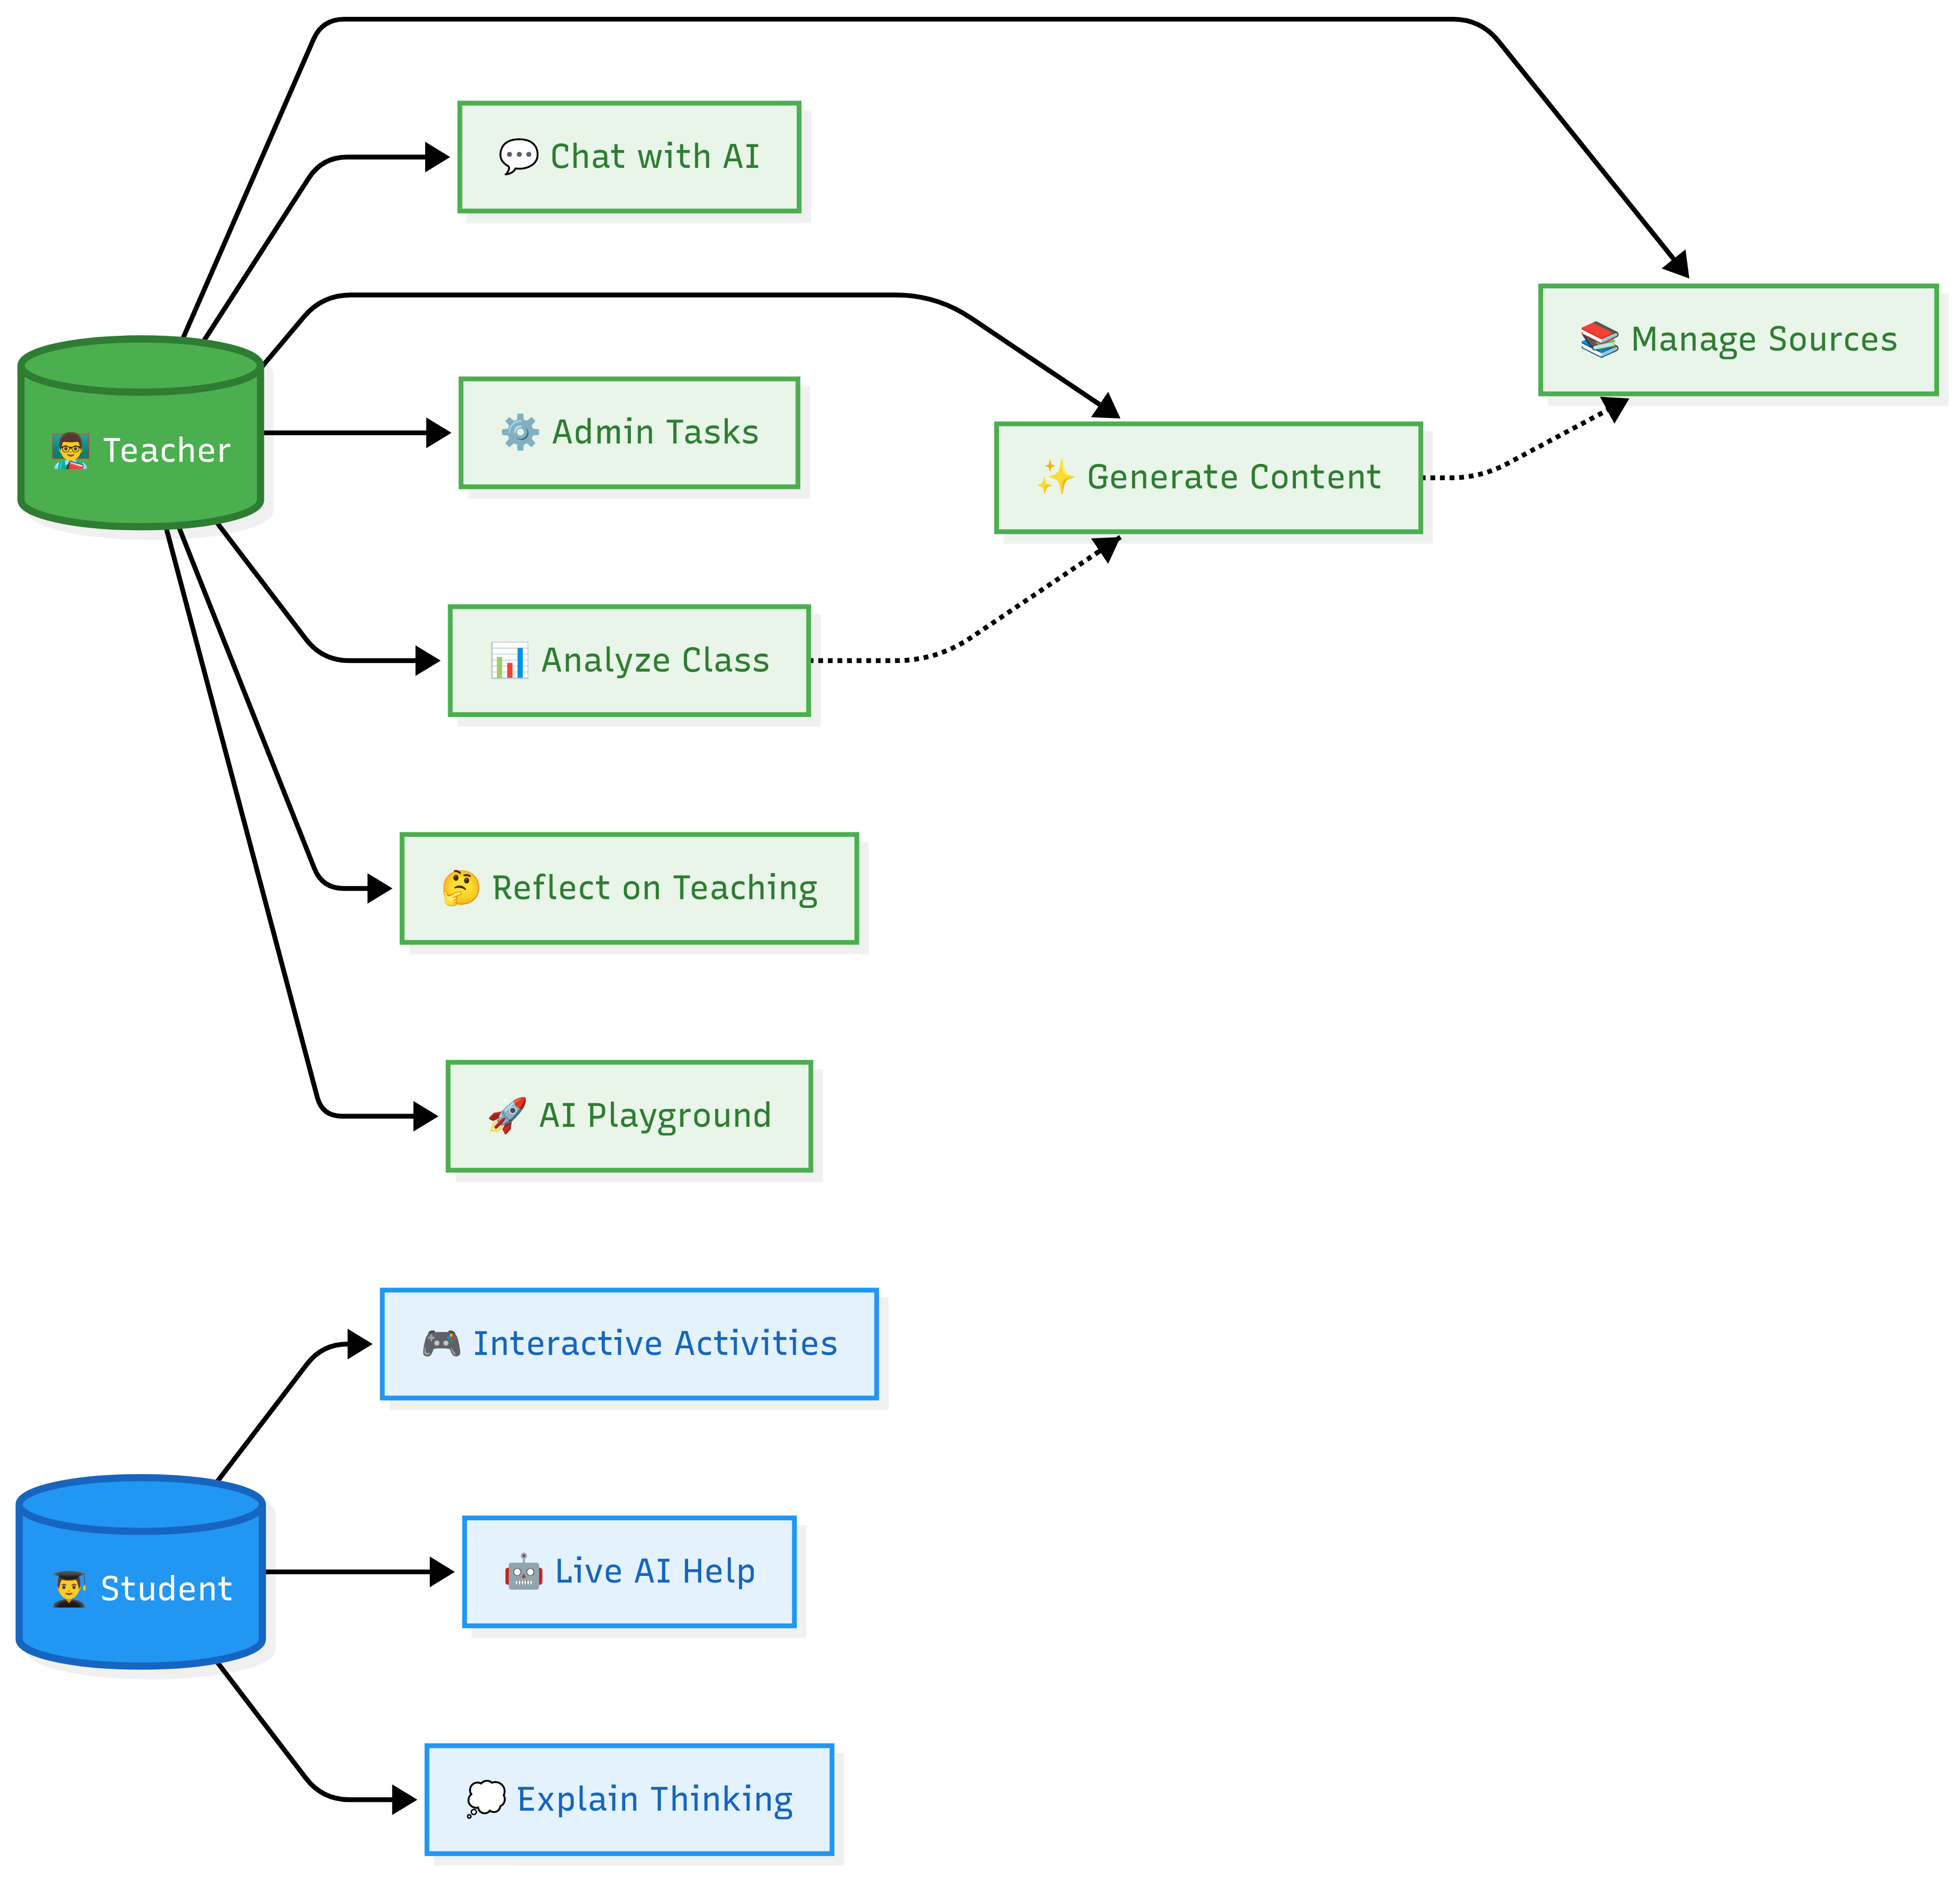 💬 Chat with AI
📚 Manage Sources
👨‍🏫 Teacher
⚙️ Admin Tasks
✨ Generate Content
📊 Analyze Class
🤔 Reflect on Teaching
🚀 AI Playground
🎮 Interactive Activities
👨‍🎓 Student
🤖 Live AI Help
💭 Explain Thinking